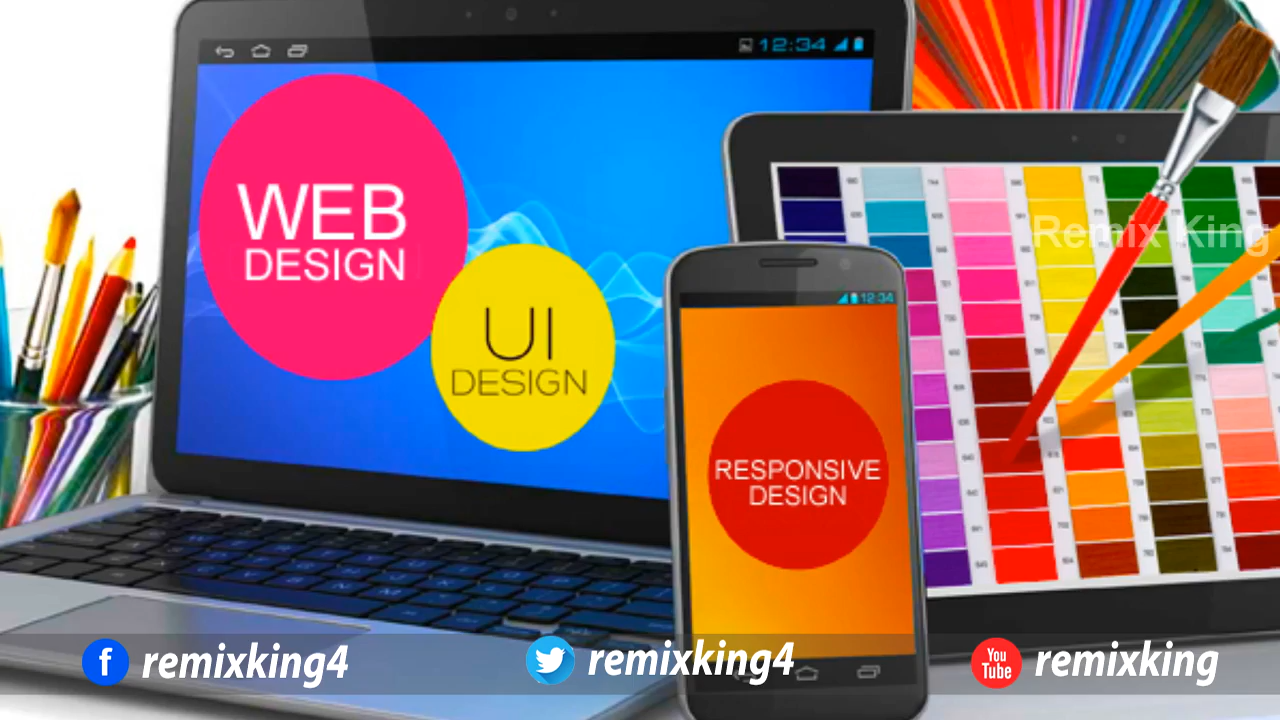 12:34
WEB
DESIGN
UI
DESIGN
Remix King
12:34
RESPONSIVE
DESIGN
f remixking4
remixking4
You
Tube
remixking